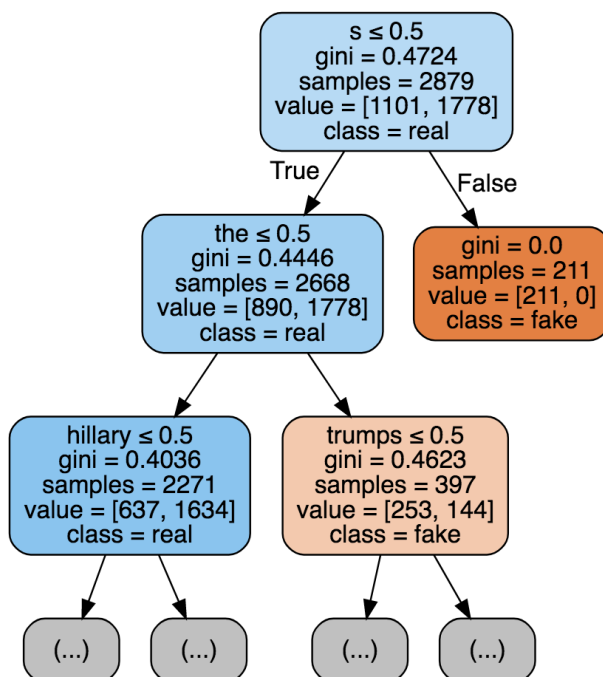 s ≤ 0.5
gini = 0.4724
samples = 2879
value = [1101, 1778]
class = real
True
False
the ≤ 0.5
gini = 0.4446
samples = 2668
value = [890, 1778]
class = real
gini = 0.0
samples = 211
value = [211, 0]
class = fake
hillary ≤ 0.5
gini = 0.4036
samples = 2271
value = [637, 1634]
class = real
trumps ≤ 0.5
gini = 0.4623
samples = 397
value = [253, 144]
class = fake
(...)
(...)
(...)
(...)